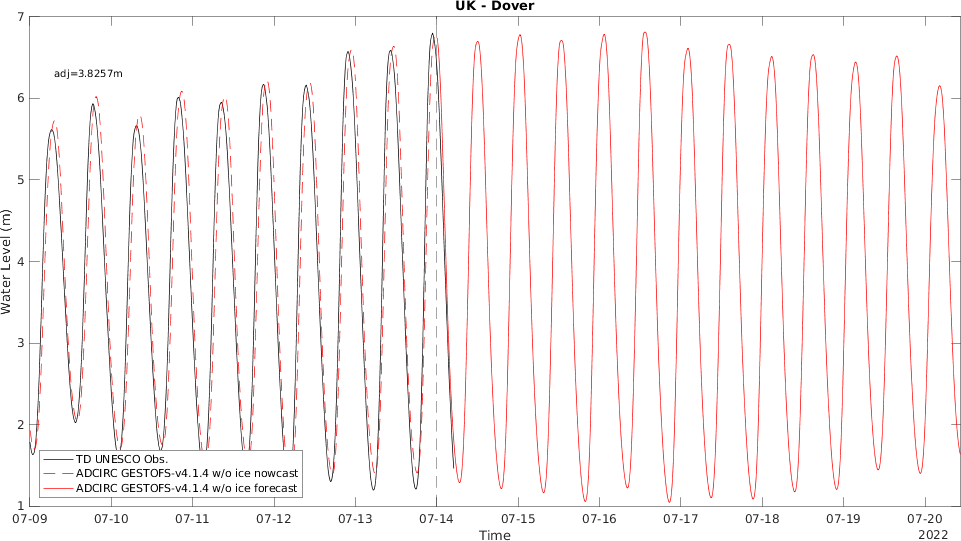 UK - Dover
7
adj=3.8257m
6
5
4
3
2
1
Water Level (m)
TD UNESCO Obs.
ADCIRC GESTOFS-v4.1.4 w/o ice nowcast
ADCIRC GESTOFS-v4.1.4 w/o ice forecast
07-09 07-10 07-11 07-12 07-13 07-14 07-15 07-16 07-17 07-18 07-19 07-20
Time
2022